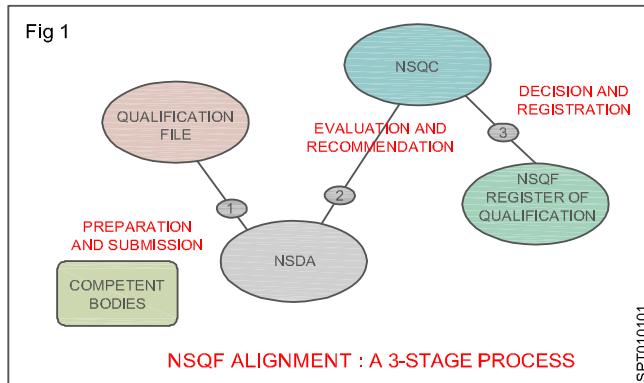 Fig 1
NSQC
QUALIFICATION
FILE
DECISION AND
REGISTRATION
EVALUATION AND
RECOMMENDATION
3
NSQF
REGISTER OF
QUALIFICATION
2
1
PREPARATION
AND SUBMISSION
NSDA
COMPETENT
BODIES
NSQF ALIGNMENT : A 3-STAGE PROCESS
SPT010101